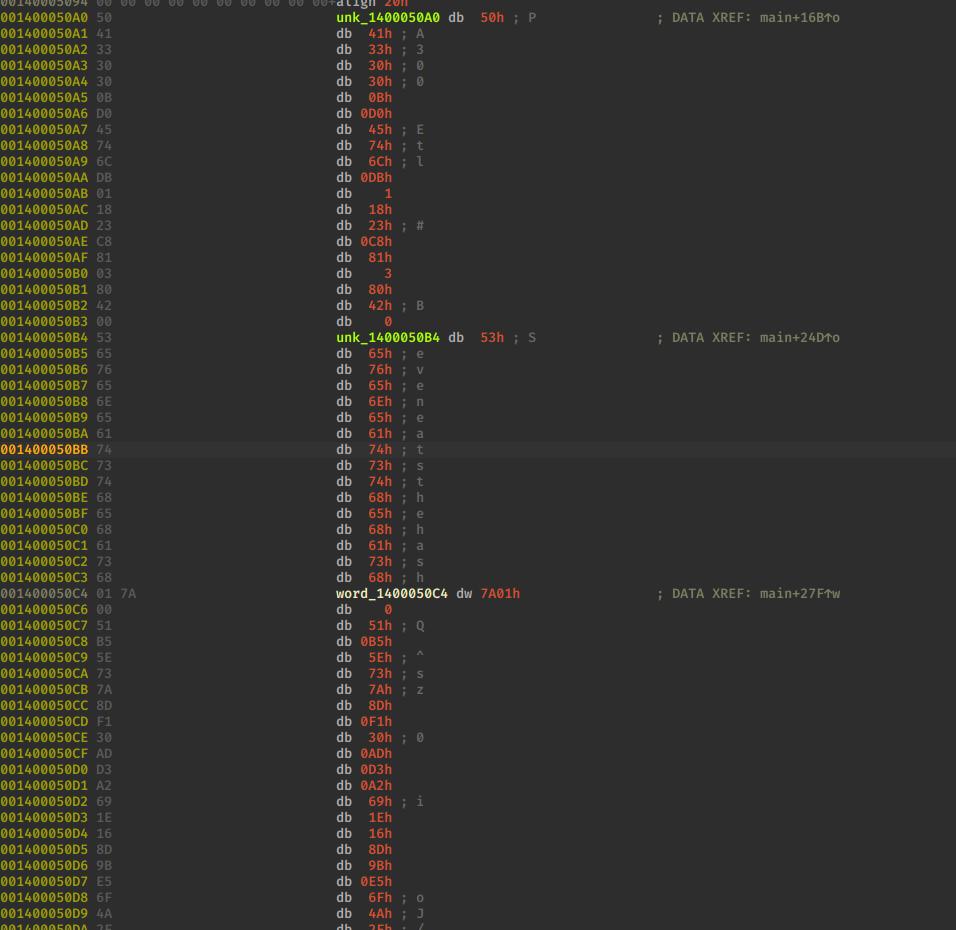 001400005094 00 00 00 00 00 00 00 00 00 00+align 20h
001400050A0 50 unk_1400050A0 db 50h ; P ; DATA XREF: main+16B↑o
001400050A1 41 db 41h ; A
001400050A2 33 db 33h ; 3
001400050A3 30 db 30h ; 0
001400050A4 30 db 30h ; 0
001400050A5 0B db 0Bh
001400050A6 D0 db 0D0h
001400050A7 45 db 45h ; E
001400050A8 74 db 74h ; t
001400050A9 6C db 6Ch ; l
001400050AA DB db 0DBh
001400050AB 01 db 1
001400050AC 18 db 18h
001400050AD 23 db 23h ; #
001400050AE C8 db 0C8h
001400050AF 81 db 81h
001400050B0 03 db 3
001400050B1 80 db 80h
001400050B2 42 db 42h ; B
001400050B3 00 db 0
001400050B4 53 unk_1400050B4 db 53h ; S ; DATA XREF: main+24D↑o
001400050B5 65 db 65h ; e
001400050B6 76 db 76h ; v
001400050B7 65 db 65h ; e
001400050B8 6E db 6Eh ; n
001400050B9 65 db 65h ; e
001400050BA 61 db 61h ; a
001400050BB 74 db 74h ; t
001400050BC 73 db 73h ; s
001400050BD 74 db 74h ; t
001400050BE 68 db 68h ; h
001400050BF 65 db 65h ; e
001400050C0 68 db 68h ; h
001400050C1 61 db 61h ; a
001400050C2 73 db 73h ; s
001400050C3 68 db 68h ; h
001400050C4 01 7A word_1400050C4 dw 7A01h ; DATA XREF: main+27F↑w
001400050C6 00 db 0
001400050C7 51 db 51h ; Q
001400050C8 B5 db 0B5h
001400050C9 5E db 5Eh ; ^
001400050CA 73 db 73h ; s
001400050CB 7A db 7Ah ; z
001400050CC 8D db 8Dh
001400050CD F1 db 0F1h
001400050CE 30 db 30h ; 0
001400050CF AD db 0ADh
001400050D0 D3 db 0D3h
001400050D1 A2 db 0A2h
001400050D2 69 db 69h ; i
001400050D3 1E db 1Eh
001400050D4 16 db 16h
001400050D5 8D db 8Dh
001400050D6 9B db 9Bh
001400050D7 E5 db 0E5h
001400050D8 6F db 6Fh ; o
001400050D9 4A db 4Ah ; J
001400050DA 2F db 2Fh ; /